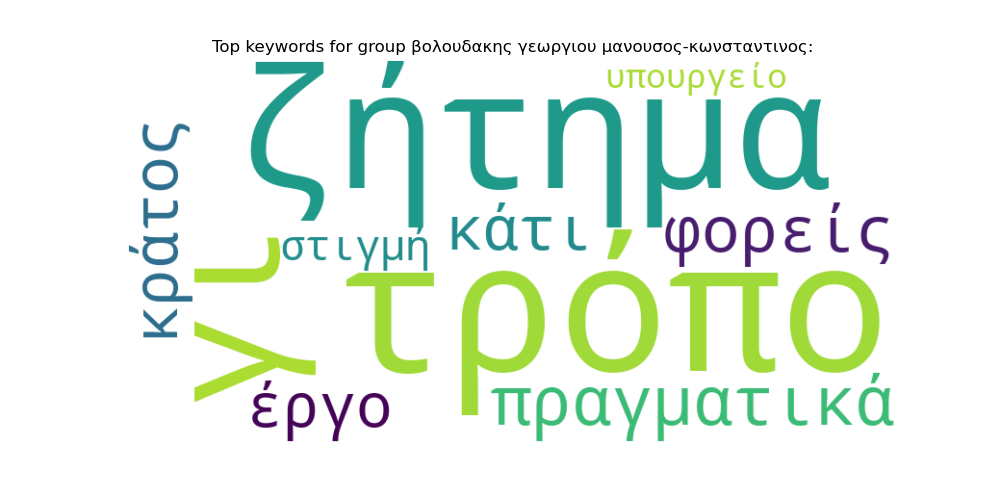 Top keywords for group βολουδακης γεωργιου μανουσος-κωνσταντινος:
υπουργείο
ζήτημα
κράτος
στιγμή
κάτι
φορείς
γι
τρόπο
έργο
πραγματικά